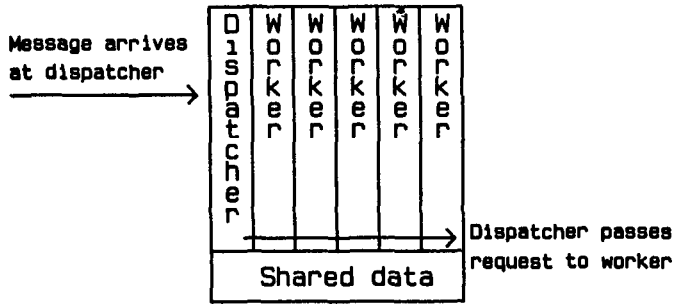 Message arrives
at dispatcher
Dispatcher
Worker
Worker
Worker
Worker
Worker
Dispatcher passes
request to worker
Shared data